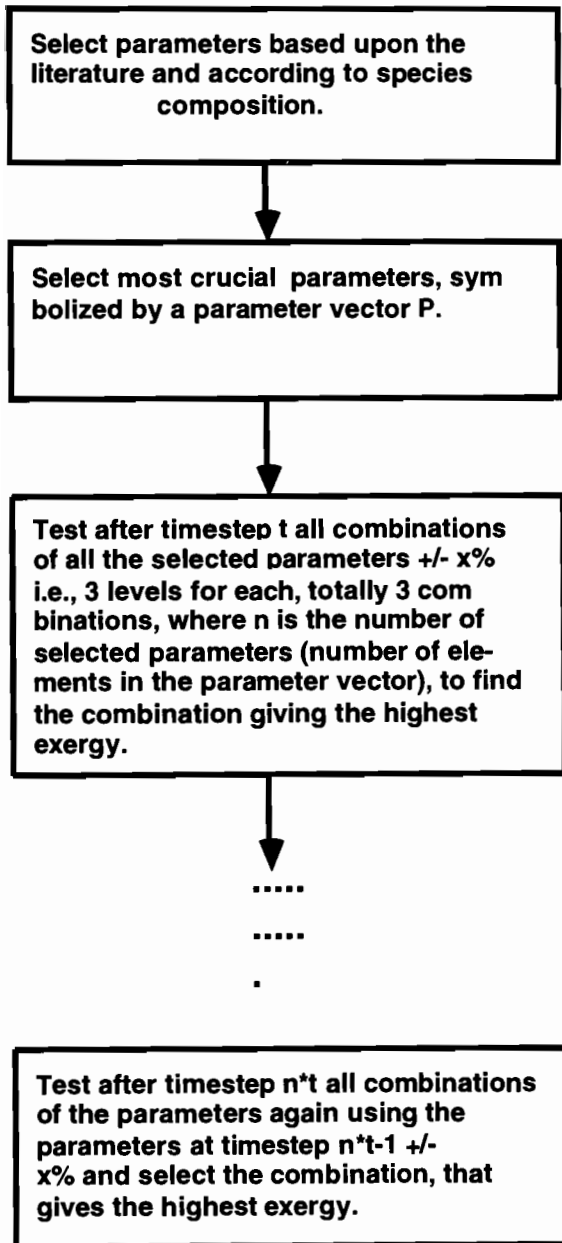 Select parameters based upon the
literature and according to species
composition.
Select most crucial parameters, sym
bolized by a parameter vector P.
Test after timestep t all combinations
of all the selected parameters +/- x%
i.e., 3 levels for each, totally 3 com
binations, where n is the number of
selected parameters (number of ele-
ments in the parameter vector), to find
the combination giving the highest
exergy.
.....
.....
.
Test after timestep n*t all combinations
of the parameters again using the
parameters at timestep n*t-1 +/-
x% and select the combination, that
gives the highest exergy.